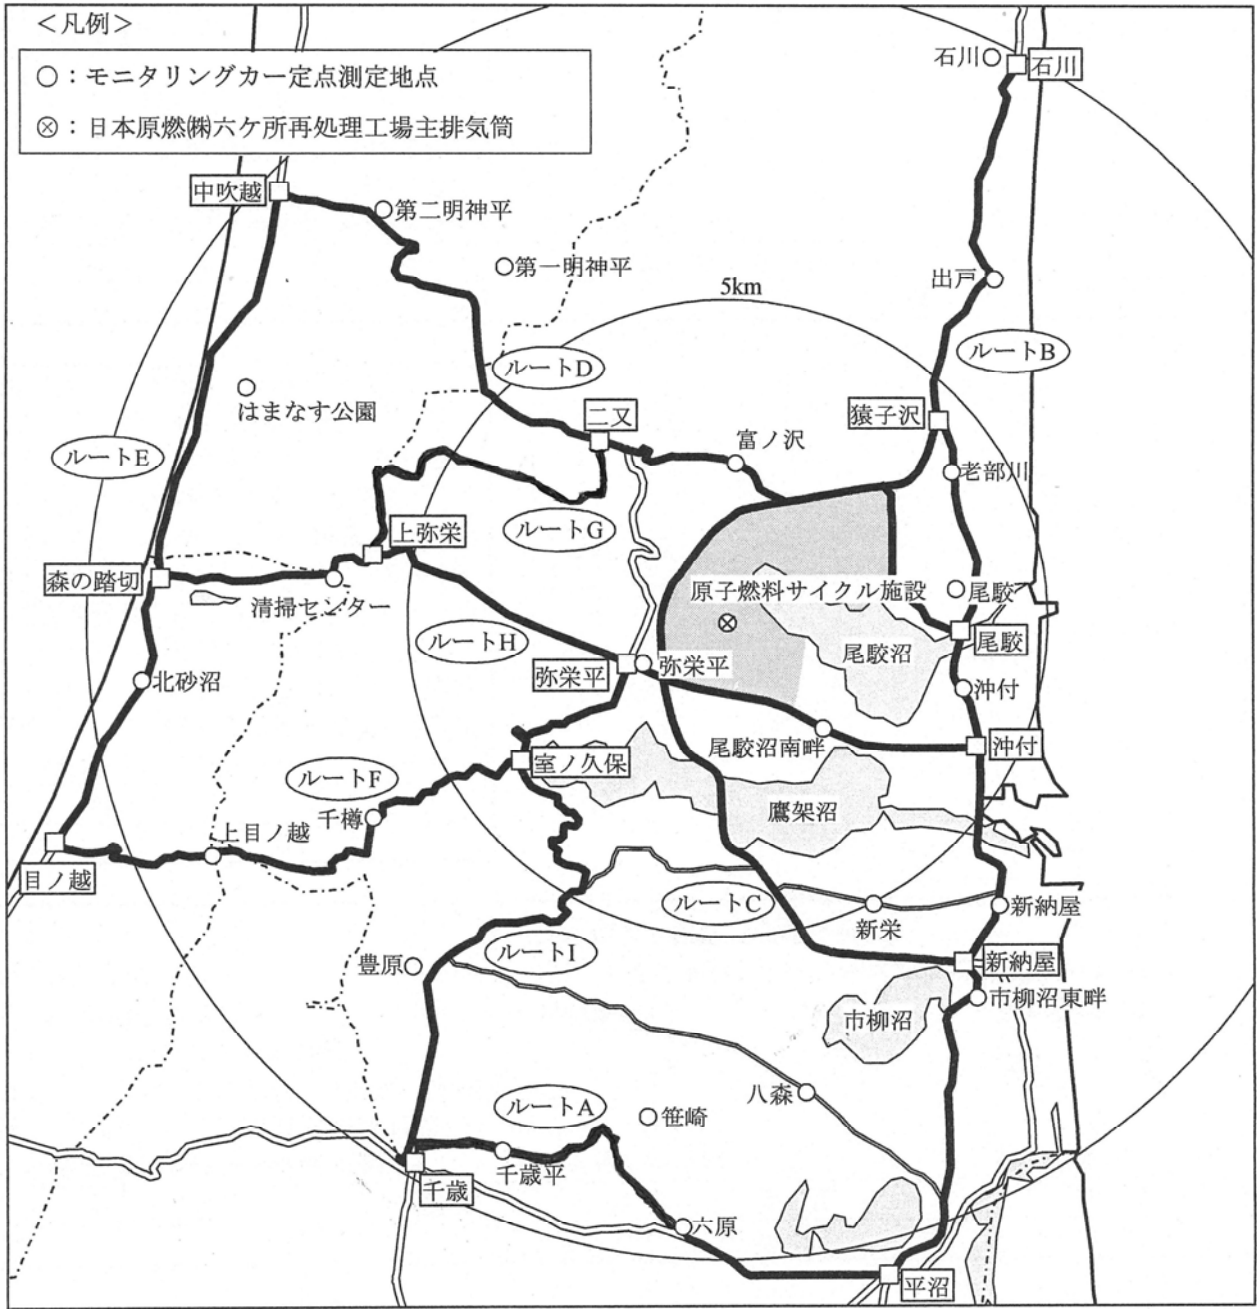 ＜凡例＞
○：モニタリングカー定点測定地点
⊗：日本原燃㈱六ケ所再処理工場主排気筒
石川
石川
中吹越
第二明神平
第一明神平
出戸
5km
ルートB
ルートD
はまなす公園
二又
猿子沢
富ノ沢
ルートE
老部川
ルートG
上弥栄
森の踏切
清掃センター
原子燃料サイクル施設
尾駮
ルートH
尾駮沼
尾駮
弥栄平
弥栄平
北砂沼
沖付
尾駮沼南畔
沖付
室ノ久保
ルートF
千樽
鷹架沼
上目ノ越
目ノ越
ルートC
新栄
新納屋
ルートI
豊原
新納屋
市柳沼東畔
市柳沼
八森
ルートA
笹崎
千歳平
千歳
六原
平沼